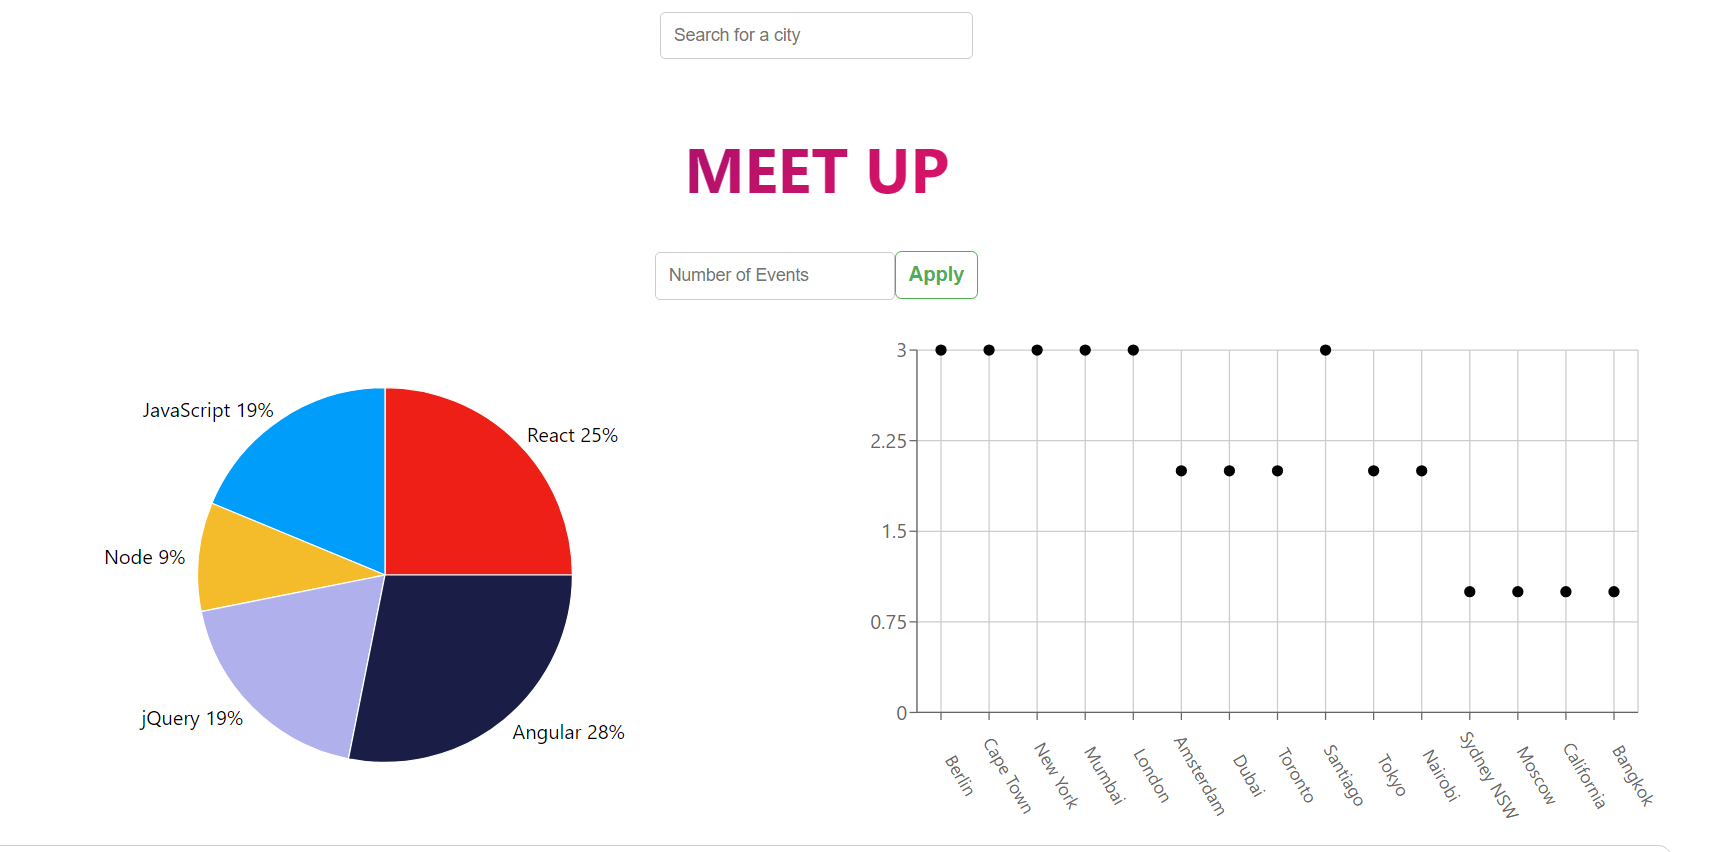 Search for a city
MEET UP
Number of Events
Apply
JavaScript 19%
React 25%
Node 9%
jQuery 19%
Angular 28%
3
2.25
1.5
0.75
0
Berlin
Cape Town
New York
Mumbai
London
Amsterdam
Dubai
Toronto
Santiago
Tokyo
Nairobi
Sydney NSW
Moscow
California
Bangkok